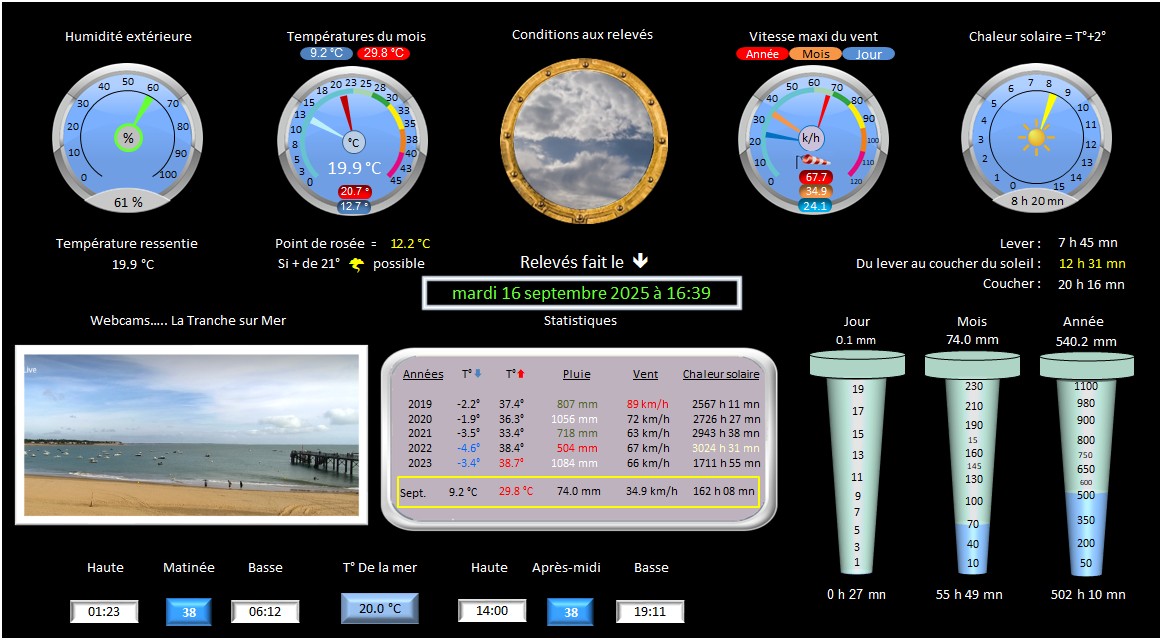 Humidité extérieure
Températures du mois
9.2 °C 29.8 °C
Conditions aux relevés
Vitesse maxi du vent
Année Mois Jour
Chaleur solaire = T°+2°
0 10 20 30 40 50 60 70 80 90 100
%
61 %
0 3 5 8 10 13 15 18 20 23 25 28 30 33 35 38 40 43 45
°C
19.9 °C
20.7 °
12.7 °
0 10 20 30 40 50 60 70 80 90 100 110 120
k/h
67.7
34.9
24.1
0 1 2 3 4 5 6 7 8 9 10 11 12 13 14 15
8 h 20 mn
Température ressentie
19.9 °C
Point de rosée = 12.2 °C
Si + de 21° possible
Relevés fait le
mardi 16 septembre 2025 à 16:39
Lever : 7 h 45 mn
Du lever au coucher du soleil : 12 h 31 mn
Coucher : 20 h 16 mn
Webcams..... La Tranche sur Mer
Live
Statistiques
Années T° T° Pluie Vent Chaleur solaire
2019 -2.2° 37.4° 807 mm 89 km/h 2567 h 11 mn
2020 -1.9° 36.3° 1056 mm 72 km/h 2726 h 27 mn
2021 -3.5° 33.4° 718 mm 63 km/h 2943 h 38 mn
2022 -4.6° 38.4° 504 mm 67 km/h 3024 h 31 mn
2023 -3.4° 38.7° 1084 mm 66 km/h 1711 h 55 mn
Sept. 9.2 °C 29.8 °C 74.0 mm 34.9 km/h 162 h 08 mn
Jour
0.1 mm
19
17
15
13
11
9
7
5
3
1
0 h 27 mn
Mois
74.0 mm
230
210
190
15
160
145
130
100
70
40
10
55 h 49 mn
Année
540.2 mm
1100
980
900
800
750
650
600
500
350
200
50
502 h 10 mn
Haute Matinée Basse T° De la mer Haute Après-midi Basse
01:23 38 06:12 20.0 °C 14:00 38 19:11